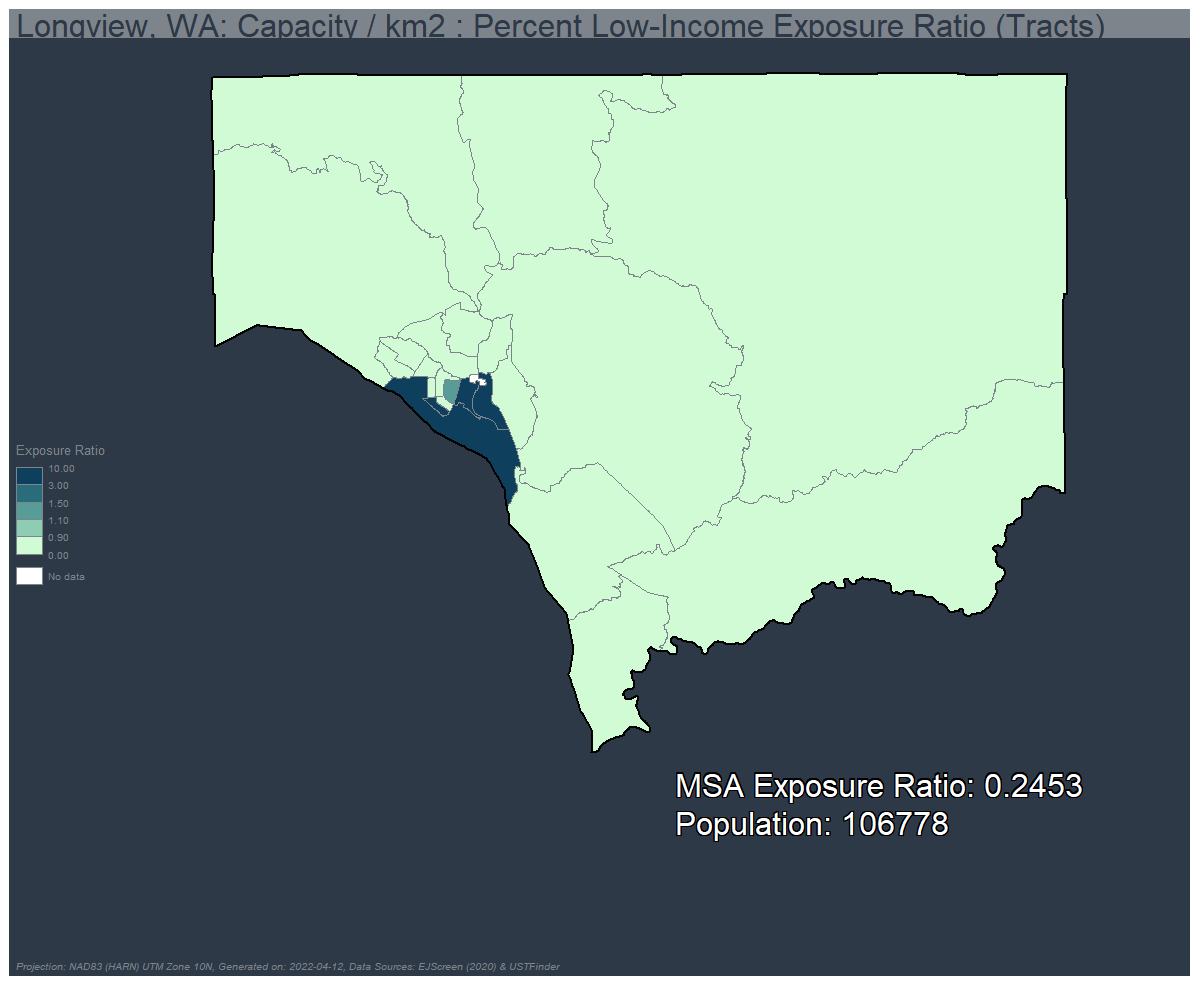 Longview, WA: Capacity / km2 : Percent Low-Income Exposure Ratio (Tracts)
Exposure Ratio
10.00
3.00
1.50
1.10
0.90
0.00
No data
MSA Exposure Ratio: 0.2453
Population: 106778
Projection: NAD83 (HARN) UTM Zone 10N, Generated on: 2022-04-12, Data Sources: EJScreen (2020) & USTFinder